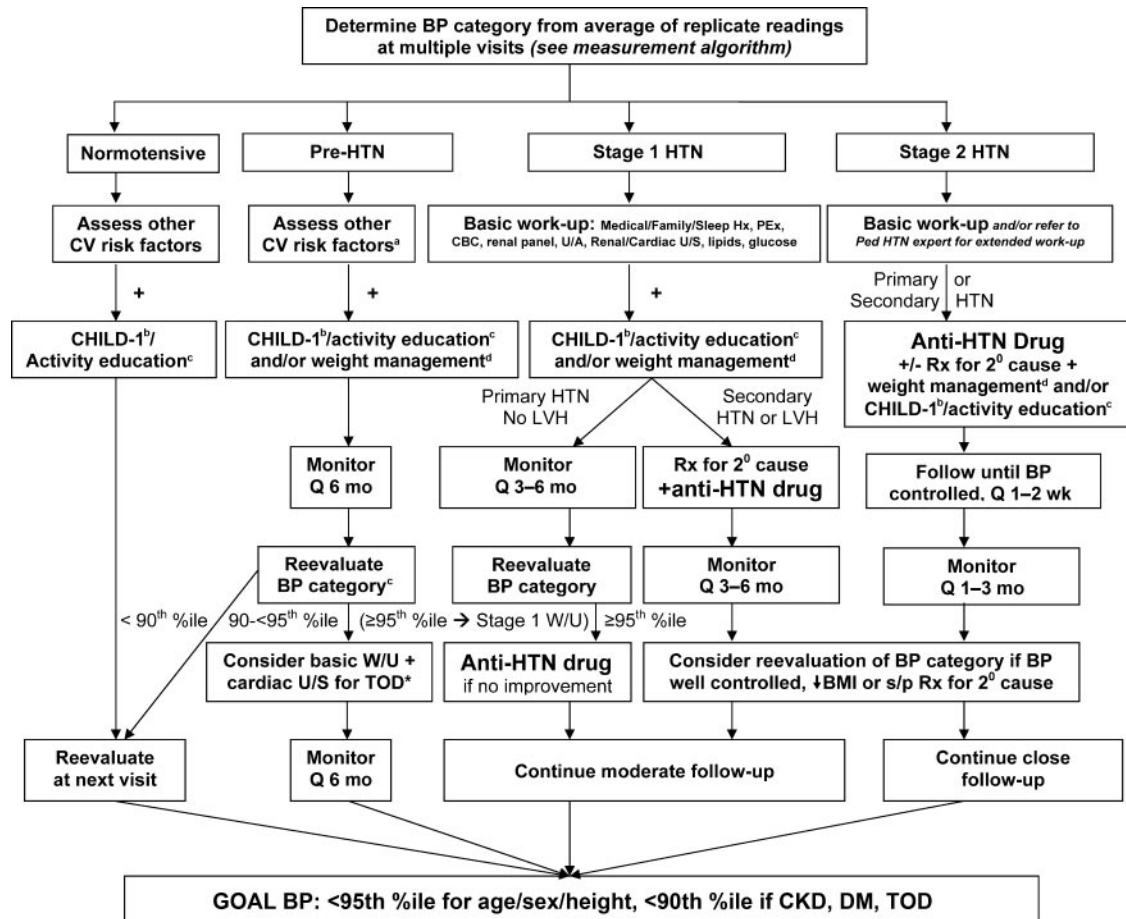 Determine BP category from average of replicate readings
at multiple visits (see measurement algorithm)
Normotensive
Pre-HTN
Stage 1 HTN
Stage 2 HTN
Assess other
CV risk factors
Assess other
CV risk factorsᵃ
Basic work-up: Medical/Family/Sleep Hx, PEx,
CBC, renal panel, U/A, Renal/Cardiac U/S, lipids, glucose
Basic work-up and/or refer to
Ped HTN expert for extended work-up
+
+
+
Primary or
Secondary HTN
CHILD-1ᵇ/
Activity educationᶜ
CHILD-1ᵇ/activity educationᶜ
and/or weight managementᵈ
CHILD-1ᵇ/activity educationᶜ
and/or weight managementᵈ
Anti-HTN Drug
+/- Rx for 2⁰ cause +
weight managementᵈ and/or
CHILD-1ᵇ/activity educationᶜ
Primary HTN
No LVH
Secondary
HTN or LVH
Monitor
Q 6 mo
Monitor
Q 3–6 mo
Rx for 2⁰ cause
+anti-HTN drug
Follow until BP
controlled, Q 1–2 wk
Reevaluate
BP categoryᶜ
Reevaluate
BP category
Monitor
Q 3–6 mo
Monitor
Q 1–3 mo
< 90ᵗʰ %ile
90-<95ᵗʰ %ile
(≥95ᵗʰ %ile → Stage 1 W/U)
≥95ᵗʰ %ile
Consider basic W/U +
cardiac U/S for TOD*
Anti-HTN drug
if no improvement
Consider reevaluation of BP category if BP
well controlled, ↓BMI or s/p Rx for 2⁰ cause
Reevaluate
at next visit
Monitor
Q 6 mo
Continue moderate follow-up
Continue close
follow-up
GOAL BP: <95th %ile for age/sex/height, <90th %ile if CKD, DM, TOD